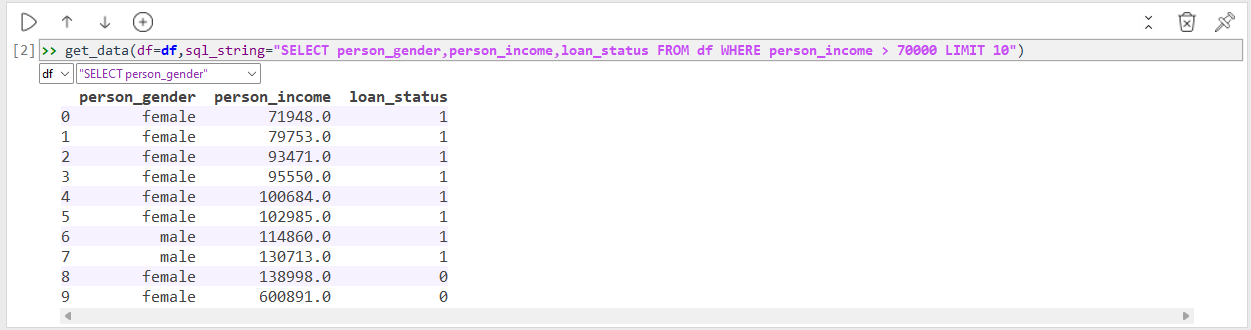 [2] >> get_data(df=df,sql_string="SELECT person_gender,person_income,loan_status FROM df WHERE person_income > 70000 LIMIT 10")
df "SELECT person_gender"
person_gender person_income loan_status
0 female 71948.0 1
1 female 79753.0 1
2 female 93471.0 1
3 female 95550.0 1
4 female 100684.0 1
5 female 102985.0 1
6 male 114860.0 1
7 male 130713.0 1
8 female 138998.0 0
9 female 600891.0 0